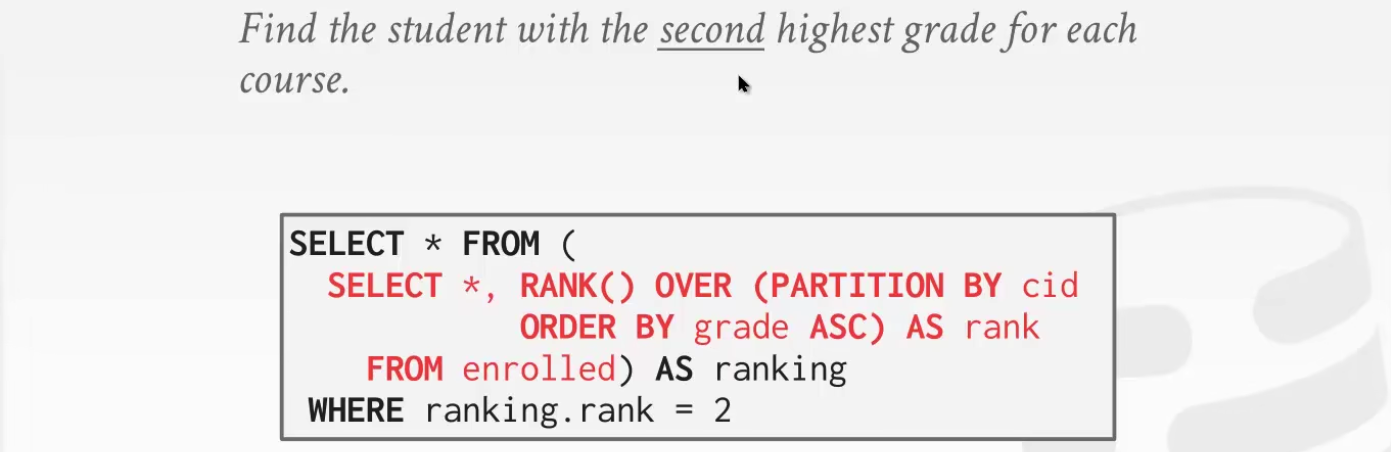 Find the student with the second highest grade for each
course.
SELECT * FROM (
SELECT *, RANK() OVER (PARTITION BY cid
ORDER BY grade ASC) AS rank
FROM enrolled) AS ranking
WHERE ranking.rank = 2